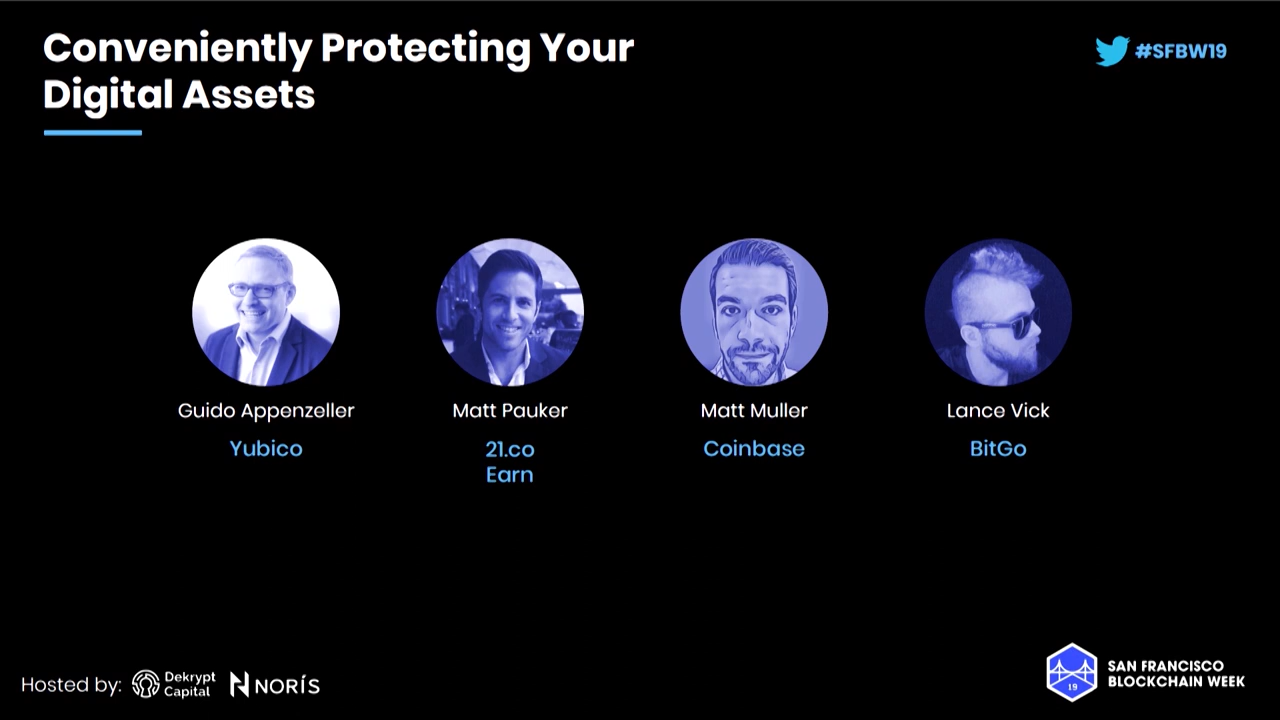 Conveniently Protecting Your
Digital Assets
#SFBW19
Guido Appenzeller
Yubico
Matt Pauker
21.co
Earn
Matt Muller
Coinbase
Lance Vick
BitGo
Hosted by:
Dekrypt
Capital
NORÍS
19
SAN FRANCISCO
BLOCKCHAIN WEEK